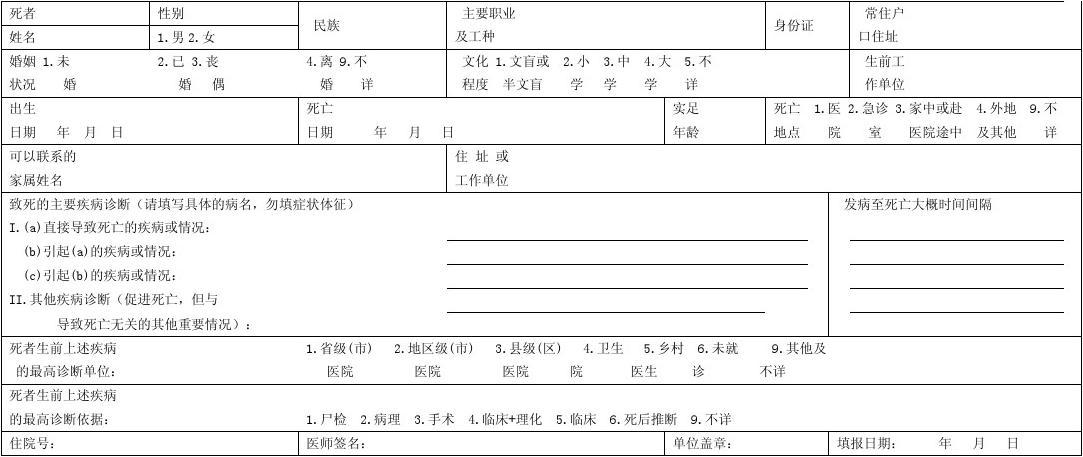 死者 性别 民族 主要职业 身份证 常住户
姓名 1.男2.女 及工种 口住址
婚姻 1.未 2.已 3.丧 4.离 9.不 文化 1.文盲或 2.小 3.中 4.大 5.不 生前工
状况 婚 婚 偶 婚 详 程度 半文盲 学 学 学 详 作单位
出生 死亡 实足 死亡 1.医 2.急诊 3.家中或赴 4.外地 9.不
日期 年 月 日 日期 年 月 日 年龄 地点 院 室 医院途中 及其他 详
可以联系的 住 址 或
家属姓名 工作单位
致死的主要疾病诊断(请填写具体的病名,勿填症状体征) 发病至死亡大概时间间隔
I.(a)直接导致死亡的疾病或情况:
(b)引起(a)的疾病或情况:
(c)引起(b)的疾病或情况:
II.其他疾病诊断(促进死亡,但与
导致死亡无关的其他重要情况):
死者生前上述疾病 1.省级(市) 2.地区级(市) 3.县级(区) 4.卫生 5.乡村 6.未就 9.其他及
的最高诊断单位: 医院 医院 医院 院 医生 诊 不详
死者生前上述疾病
的最高诊断依据: 1.尸检 2.病理 3.手术 4.临床+理化 5.临床 6.死后推断 9.不详
住院号: 医师签名: 单位盖章: 填报日期: 年 月 日